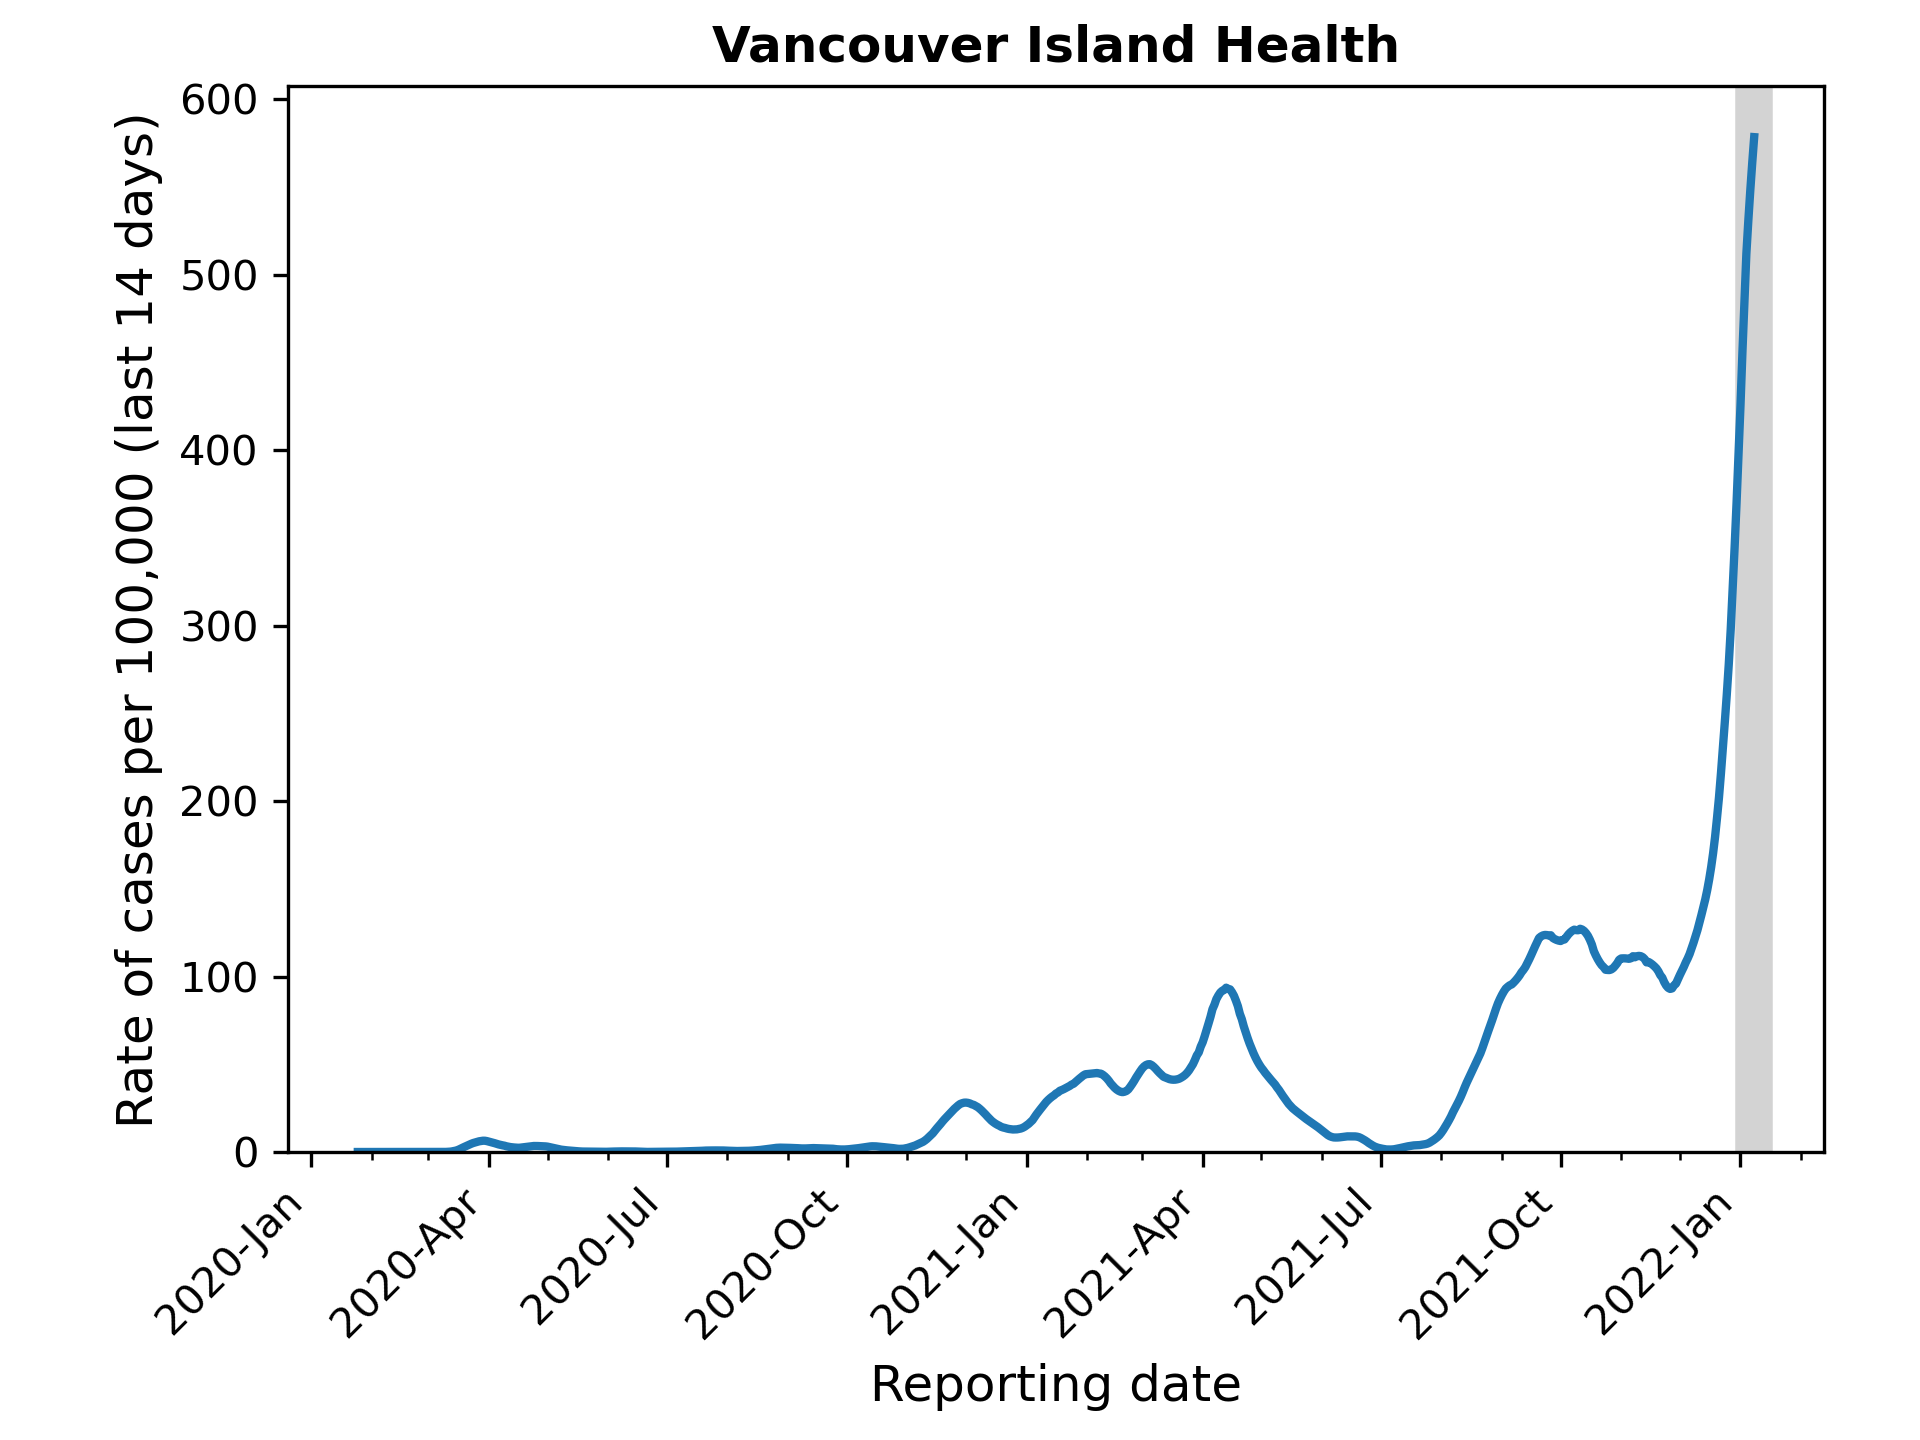 Vancouver Island Health
Rate of cases per 100,000 (last 14 days)
600
500
400
300
200
100
0
2020-Jan
2020-Apr
2020-Jul
2020-Oct
2021-Jan
2021-Apr
2021-Jul
2021-Oct
2022-Jan
Reporting date